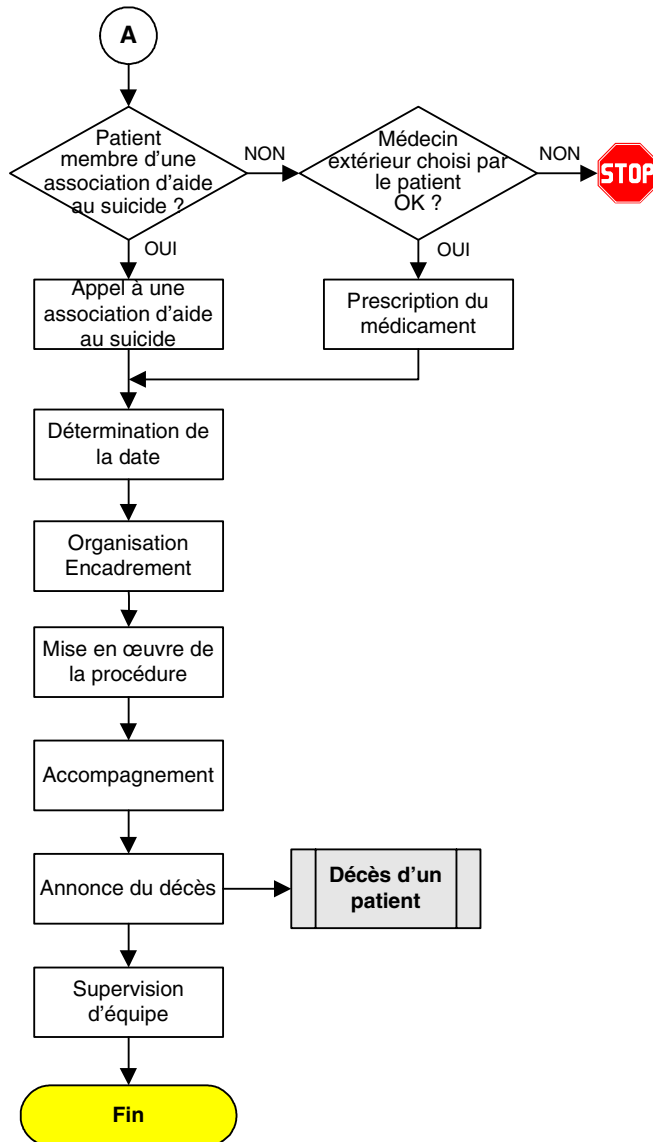 A
Patient
membre d'une
association d'aide
au suicide ?
NON
Médecin
extérieur choisi par
le patient
OK ?
NON
STOP
OUI
OUI
Appel à une
association d'aide
au suicide
Prescription du
médicament
Détermination de
la date
Organisation
Encadrement
Mise en œuvre de
la procédure
Accompagnement
Annonce du décès
Décès d'un
patient
Supervision
d'équipe
Fin